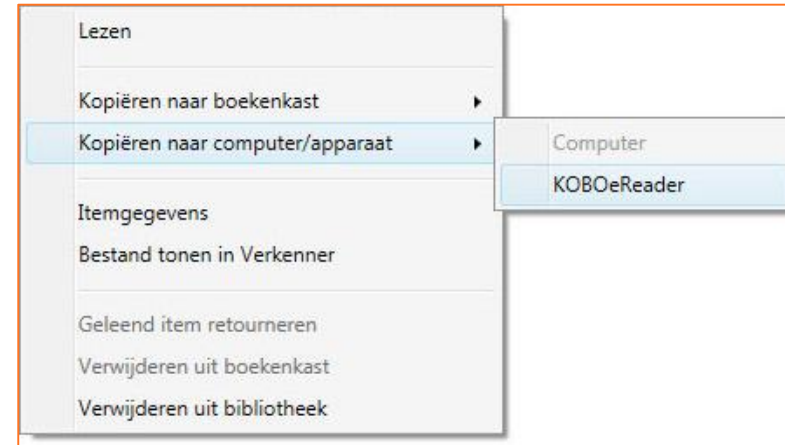 Lezen
Kopiëren naar boekenkast
Kopiëren naar computer/apparaat
Computer
KOBOeReader
Itemgegevens
Bestand tonen in Verkenner
Geleend item retourneren
Verwijderen uit boekenkast
Verwijderen uit bibliotheek